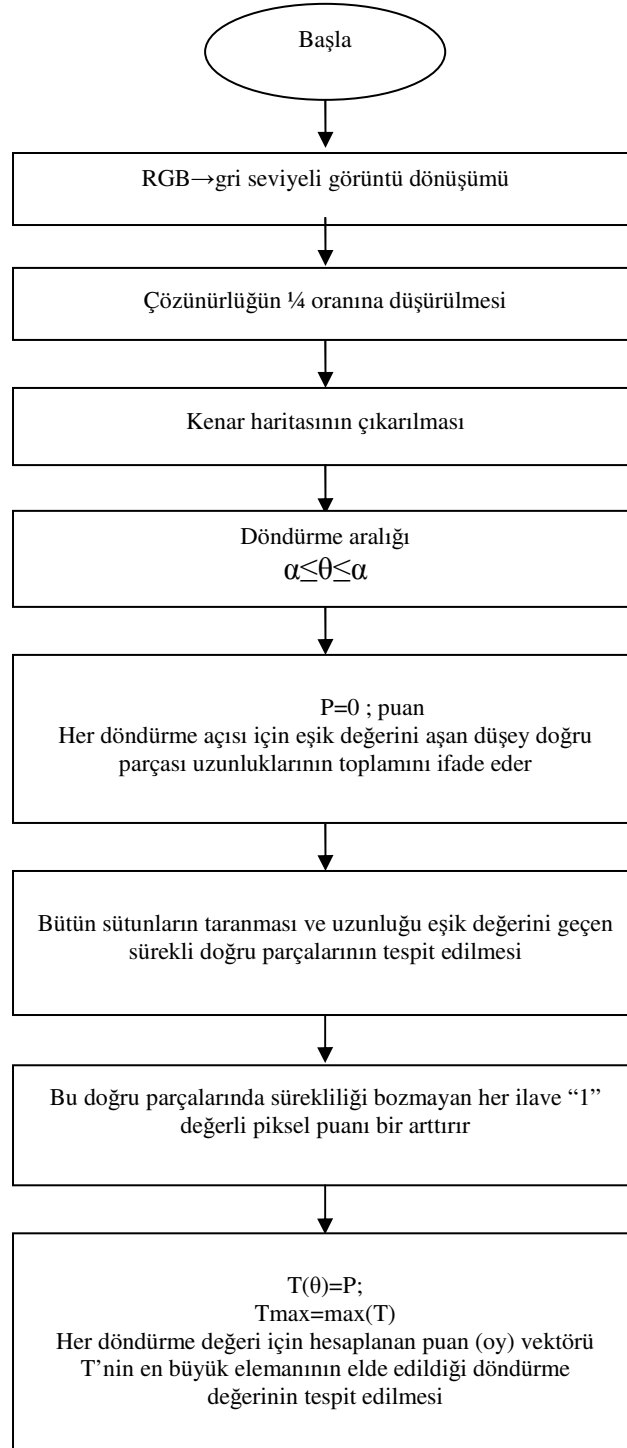 Başla
RGB→gri seviyeli görüntü dönüşümü
Çözünürlüğün ¼ oranına düşürülmesi
Kenar haritasının çıkarılması
Döndürme aralığı
α≤θ≤α
P=0 ; puan
Her döndürme açısı için eşik değerini aşan düşey doğru
parçası uzunluklarının toplamını ifade eder
Bütün sütunların taranması ve uzunluğu eşik değerini geçen
sürekli doğru parçalarının tespit edilmesi
Bu doğru parçalarında sürekliliği bozmayan her ilave “1”
değerli piksel puanı bir arttırır
T(θ)=P;
Tmax=max(T)
Her döndürme değeri için hesaplanan puan (oy) vektörü
T’nin en büyük elemanının elde edildiği döndürme
değerinin tespit edilmesi